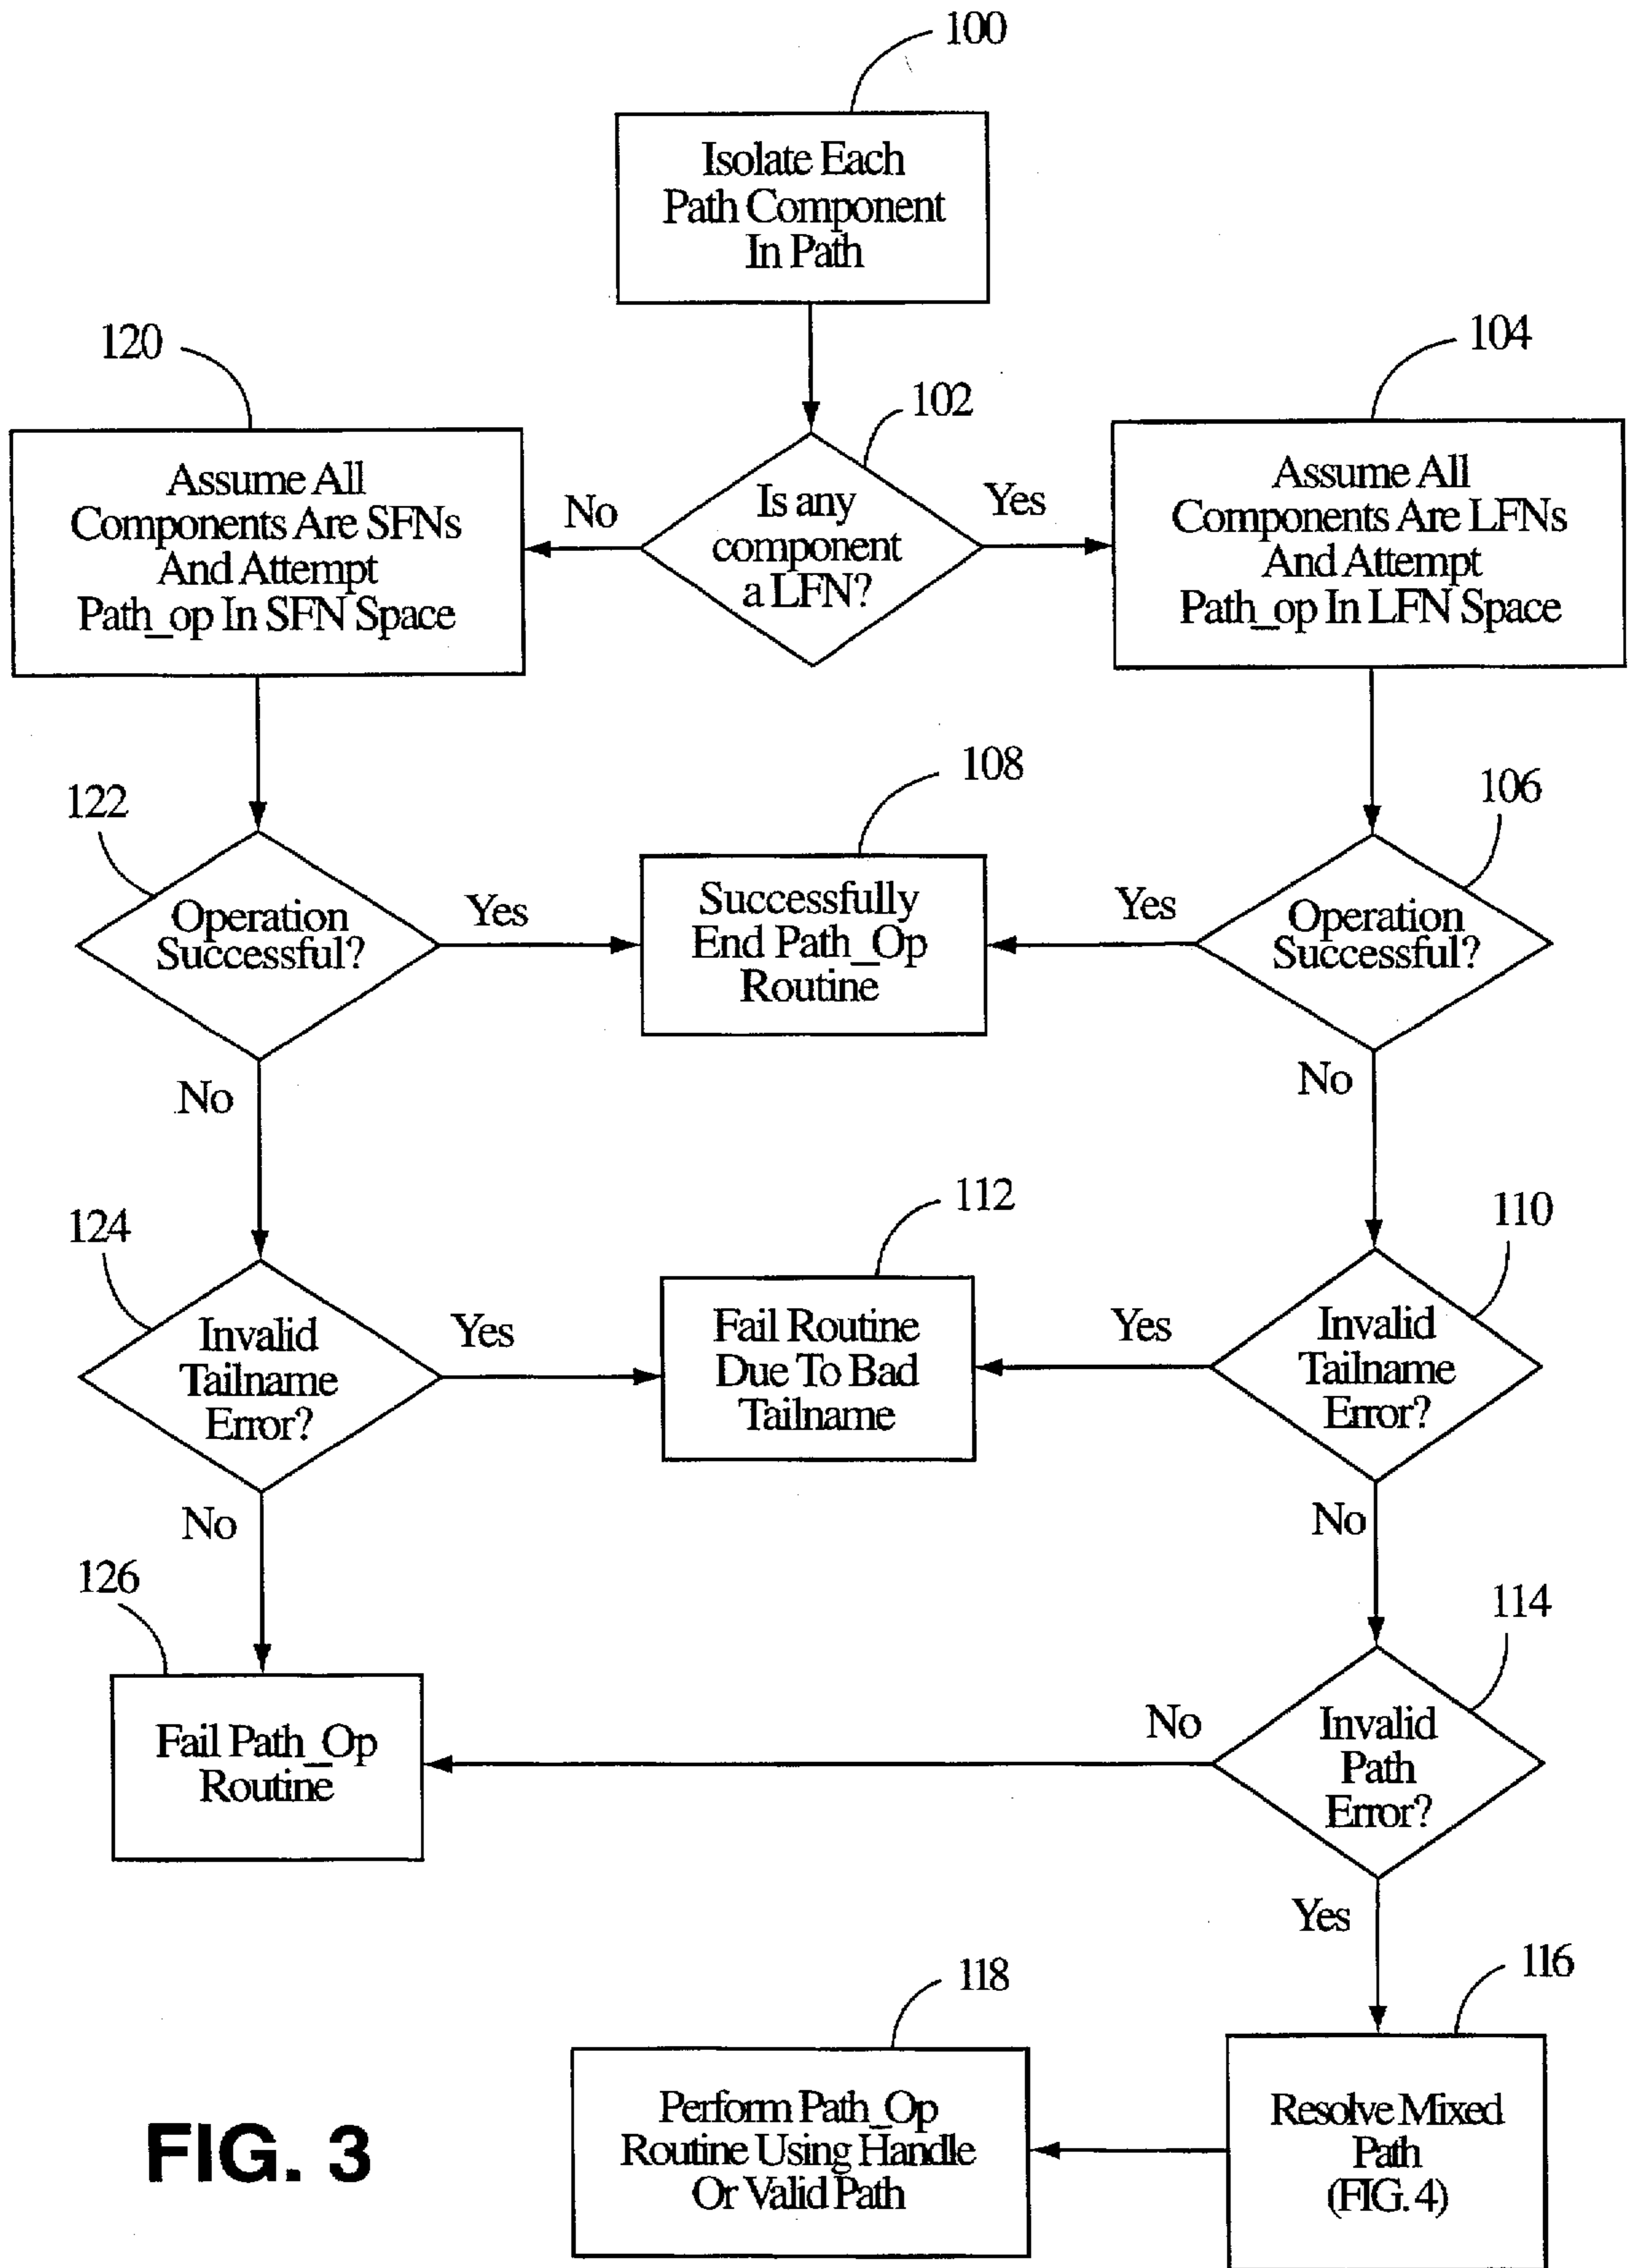 100
Isolate Each
Path Component
In Path
120
104
102
Assume All
Components Are SFNs
And Attempt
Path_op In SFN Space
No
Is any
component
a LFN?
Yes
Assume All
Components Are LFNs
And Attempt
Path_op In LFN Space
122
108
106
Operation
Successful?
Yes
Successfully
End Path_Op
Routine
Yes
Operation
Successful?
No
No
124
112
110
Invalid
Tailname
Error?
Yes
Fail Routine
Due To Bad
Tailname
Yes
Invalid
Tailname
Error?
No
No
126
114
Fail Path_Op
Routine
No
Invalid
Path
Error?
Yes
118
116
Perform Path_Op
Routine Using Handle
Or Valid Path
Resolve Mixed
Path
(FIG. 4)
FIG. 3